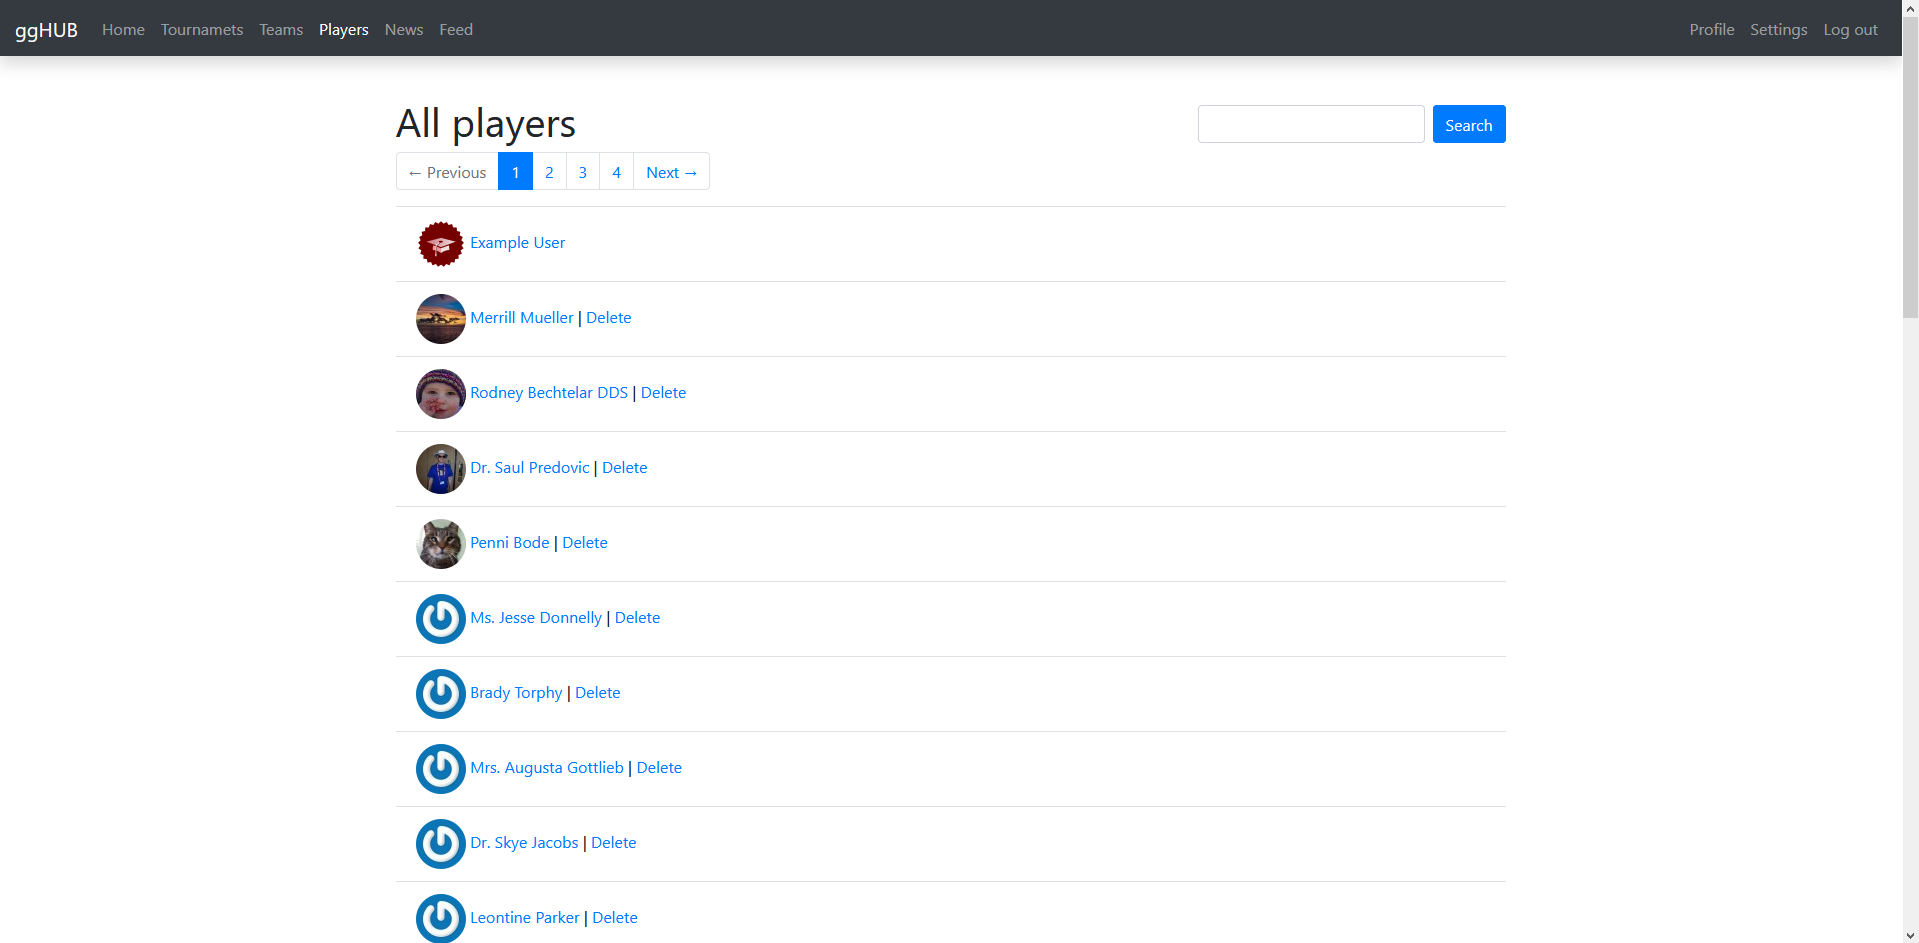 ggHUB Home Tournamets Teams Players News Feed Profile Settings Log out
All players Search
← Previous 1 2 3 4 Next →
Example User
Merrill Mueller | Delete
Rodney Bechtelar DDS | Delete
Dr. Saul Predovic | Delete
Penni Bode | Delete
Ms. Jesse Donnelly | Delete
Brady Torphy | Delete
Mrs. Augusta Gottlieb | Delete
Dr. Skye Jacobs | Delete
Leontine Parker | Delete